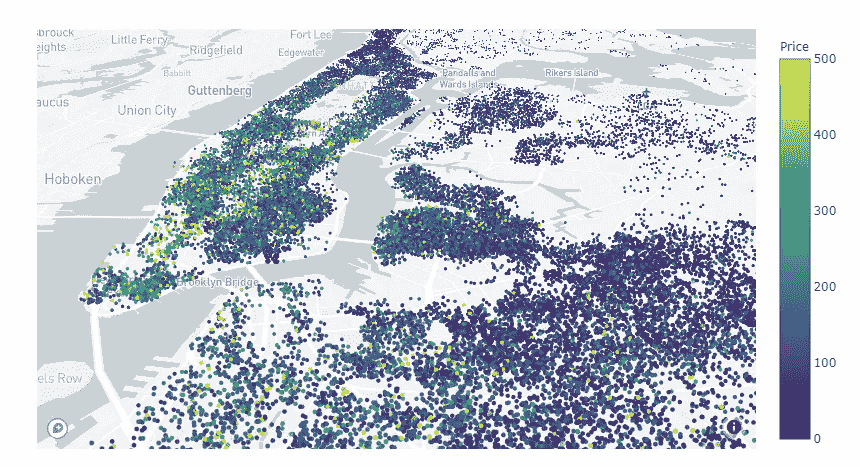 sbrouck
eights
Little Ferry
Fort Lee
Ridgefield
Edgewater
Babbitt
Guttenberg
aucus
Union City
Randalls and
Wards Island
Rikers Island
Hoboken
Brooklyn Bridge
els Row
Price
500
400
300
200
100
0